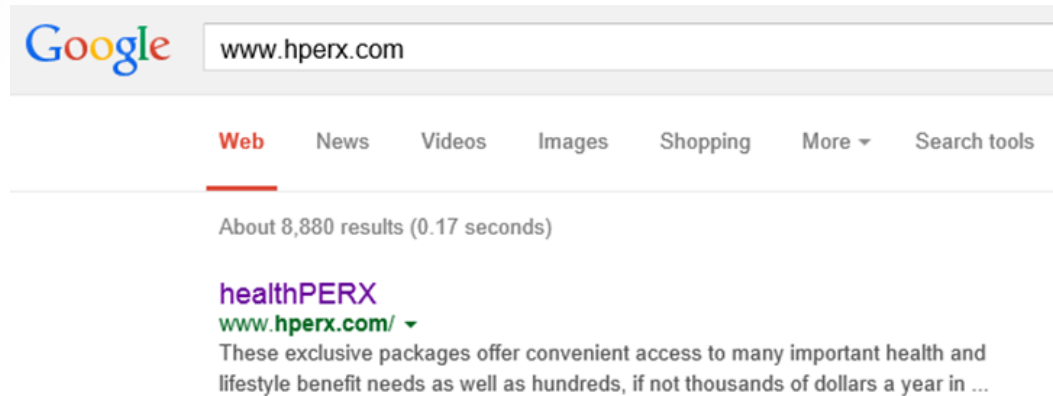 Google www.hperx.com
Web News Videos Images Shopping More Search tools
About 8,880 results (0.17 seconds)
healthPERX
www.hperx.com/
These exclusive packages offer convenient access to many important health and
lifestyle benefit needs as well as hundreds, if not thousands of dollars a year in ...